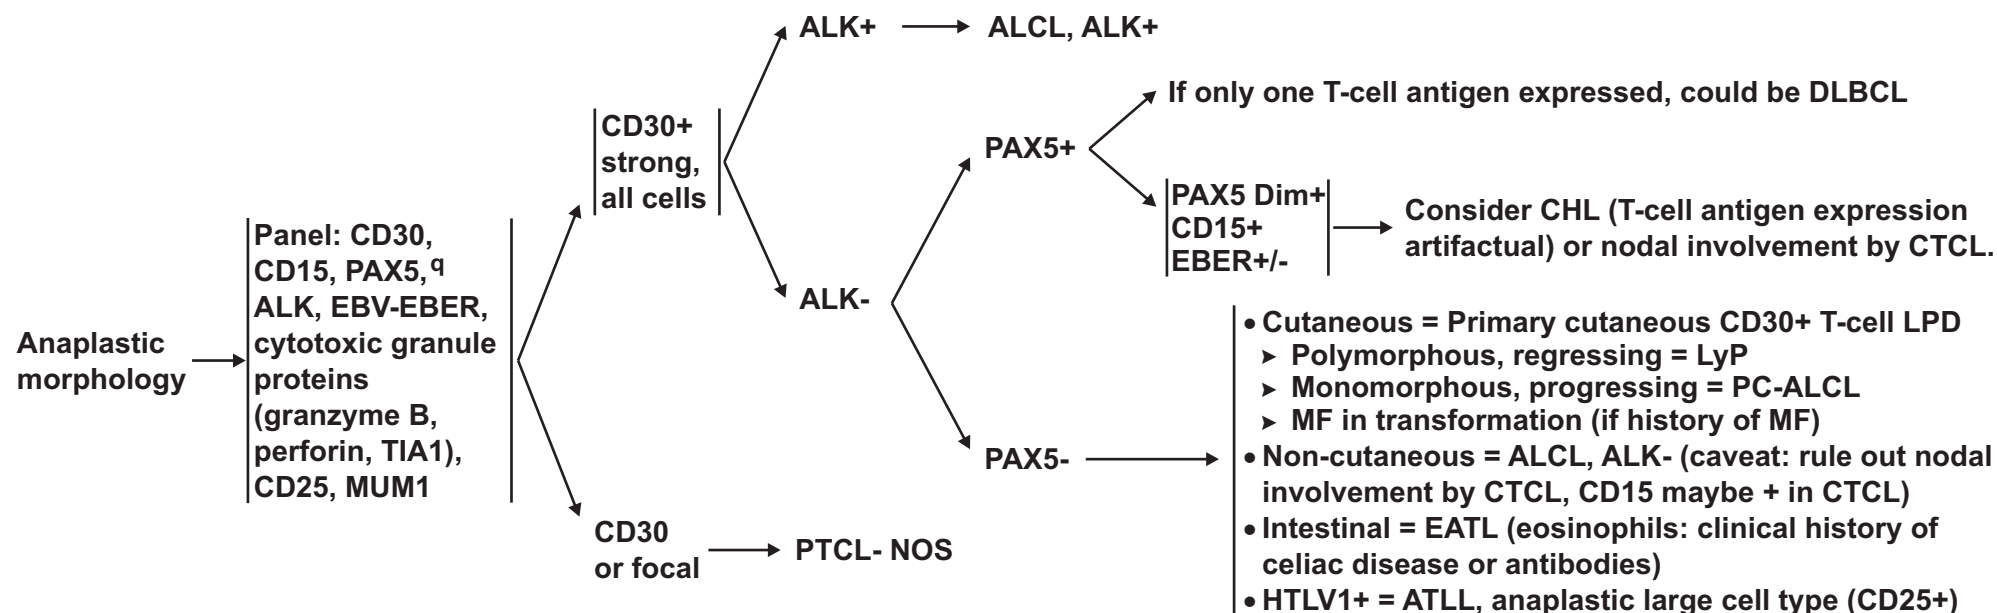 Anaplastic
morphology
Panel: CD30,
CD15, PAX5,q
ALK, EBV-EBER,
cytotoxic granule
proteins
(granzyme B,
perforin, TIA1),
CD25, MUM1
CD30+
strong,
all cells
CD30
or focal
PTCL- NOS
ALK+
ALCL, ALK+
ALK-
PAX5+
If only one T-cell antigen expressed, could be DLBCL
PAX5 Dim+
CD15+
EBER+/-
Consider CHL (T-cell antigen expression
artifactual) or nodal involvement by CTCL.
PAX5-
• Cutaneous = Primary cutaneous CD30+ T-cell LPD
➤ Polymorphous, regressing = LyP
➤ Monomorphous, progressing = PC-ALCL
➤ MF in transformation (if history of MF)
• Non-cutaneous = ALCL, ALK- (caveat: rule out nodal
involvement by CTCL, CD15 maybe + in CTCL)
• Intestinal = EATL (eosinophils: clinical history of
celiac disease or antibodies)
• HTLV1+ = ATLL, anaplastic large cell type (CD25+)